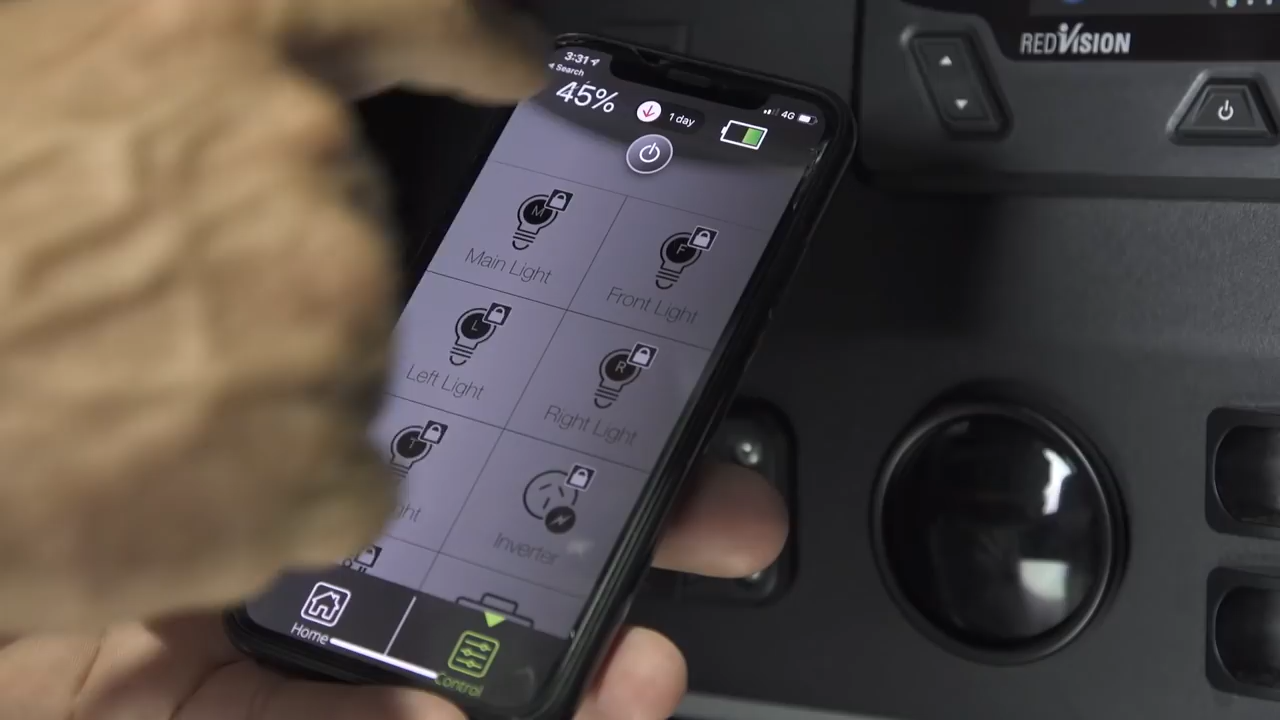 3:31
Search
45%
1 day
4G
REDVISION
M
Main Light
F
Front Light
L
Left Light
R
Right Light
T
Inverter
Home
Control